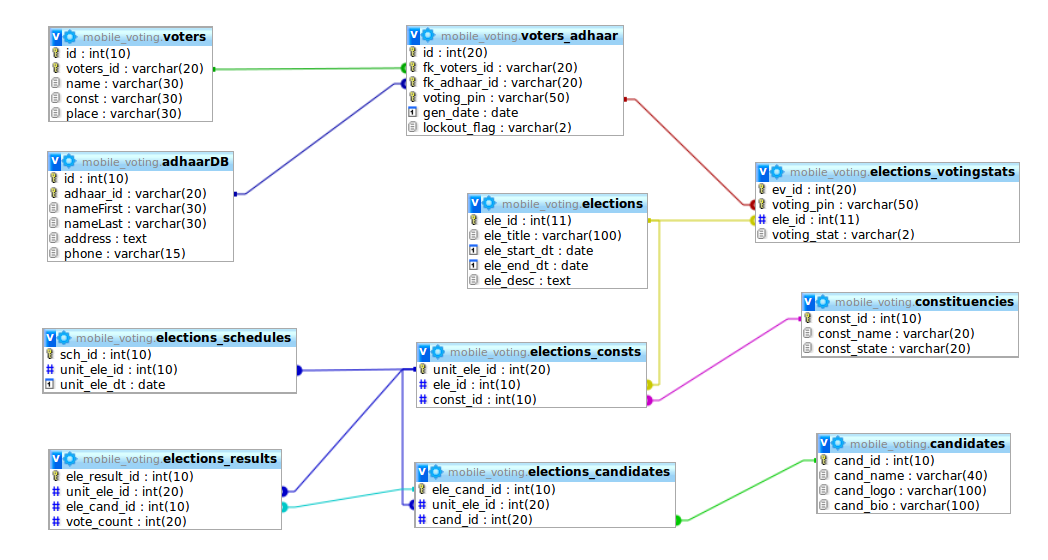 mobile_voting.voters
id : int(10)
voters_id : varchar(20)
name : varchar(30)
const : varchar(30)
place : varchar(30)
mobile_voting.voters_adhaar
id : int(20)
fk_voters_id : varchar(20)
fk_adhaar_id : varchar(20)
voting_pin : varchar(50)
gen_date : date
lockout_flag : varchar(2)
mobile_voting.adhaarDB
id : int(10)
adhaar_id : varchar(20)
nameFirst : varchar(30)
nameLast : varchar(30)
address : text
phone : varchar(15)
mobile_voting.elections
ele_id : int(11)
ele_title : varchar(100)
ele_start_dt : date
ele_end_dt : date
ele_desc : text
mobile_voting.elections_votingstats
ev_id : int(20)
voting_pin : varchar(50)
ele_id : int(11)
voting_stat : varchar(2)
mobile_voting.constituencies
const_id : int(10)
const_name : varchar(20)
const_state : varchar(20)
mobile_voting.elections_schedules
sch_id : int(10)
unit_ele_id : int(10)
unit_ele_dt : date
mobile_voting.elections_consts
unit_ele_id : int(20)
ele_id : int(10)
const_id : int(10)
mobile_voting.elections_results
ele_result_id : int(10)
unit_ele_id : int(20)
ele_cand_id : int(10)
vote_count : int(20)
mobile_voting.elections_candidates
ele_cand_id : int(10)
unit_ele_id : int(20)
cand_id : int(20)
mobile_voting.candidates
cand_id : int(10)
cand_name : varchar(40)
cand_logo : varchar(100)
cand_bio : varchar(100)